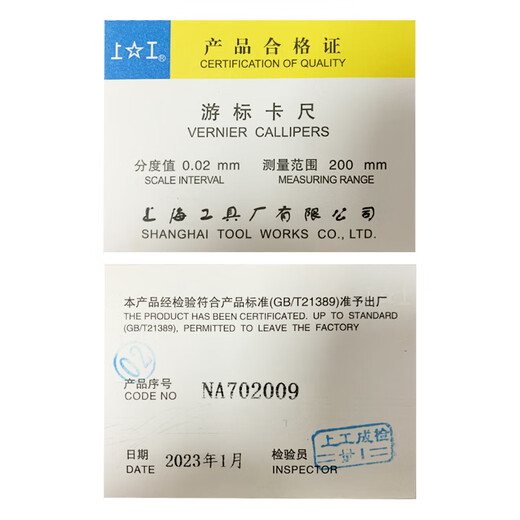 上☆工®
产品合格证
CERTIFICATION OF QUALITY
游标卡尺
VERNIER CALLIPERS
分度值 0.02 mm 测量范围 200 mm
SCALE INTERVAL MEASURING RANGE
上海工具厂有限公司
SHANGHAI TOOL WORKS CO., LTD.
本产品经检验符合产品标准(GB/T21389)准予出厂
THE PRODUCT HAS BEEN CERTIFICATED. UP TO STANDARD
(GB/T21389), PERMITTED TO LEAVE THE FACTORY
02
产品序号
CODE NO NA702009
上工成检
日期 2023年1月 检验员
DATE INSPECTOR